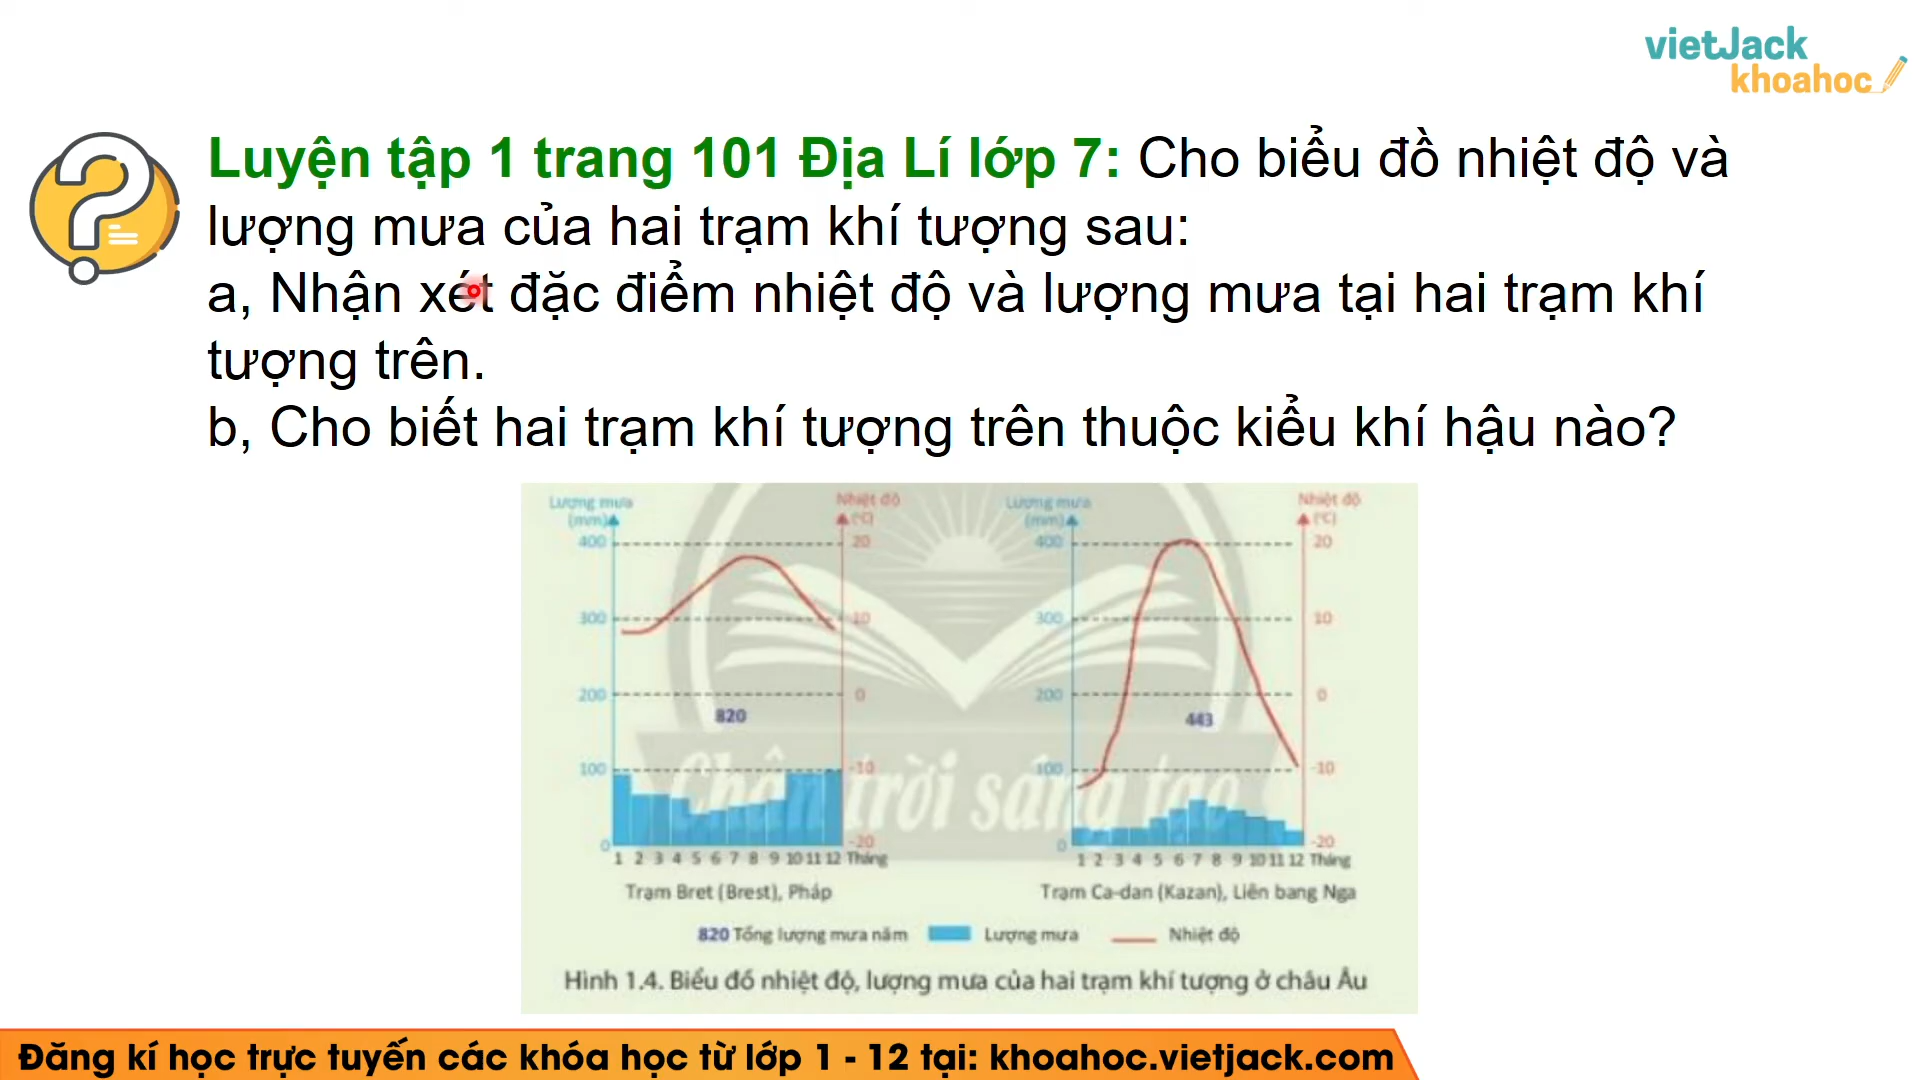 vietJack
khoahoc
Luyện tập 1 trang 101 Địa Lí lớp 7: Cho biểu đồ nhiệt độ và
lượng mưa của hai trạm khí tượng sau:
a, Nhận xét đặc điểm nhiệt độ và lượng mưa tại hai trạm khí
tượng trên.
b, Cho biết hai trạm khí tượng trên thuộc kiểu khí hậu nào?
Lượng mưa Nhiệt độ Lượng mưa Nhiệt độ
(mm) (°C) (mm) (°C)
400 20 400 20
300 10 300 10
200 0 200 0
820 443
100 -10 100 -10
Chân trời sáng tạo
0 -20 0 -20
1 2 3 4 5 6 7 8 9 10 11 12 Tháng 1 2 3 4 5 6 7 8 9 10 11 12 Tháng
Trạm Bret (Brest), Pháp Trạm Ca-dan (Kazan), Liên bang Nga
820 Tổng lượng mưa năm Lượng mưa Nhiệt độ
Hình 1.4. Biểu đồ nhiệt độ, lượng mưa của hai trạm khí tượng ở châu Âu
Đăng kí học trực tuyến các khóa học từ lớp 1 - 12 tại: khoahoc.vietjack.com